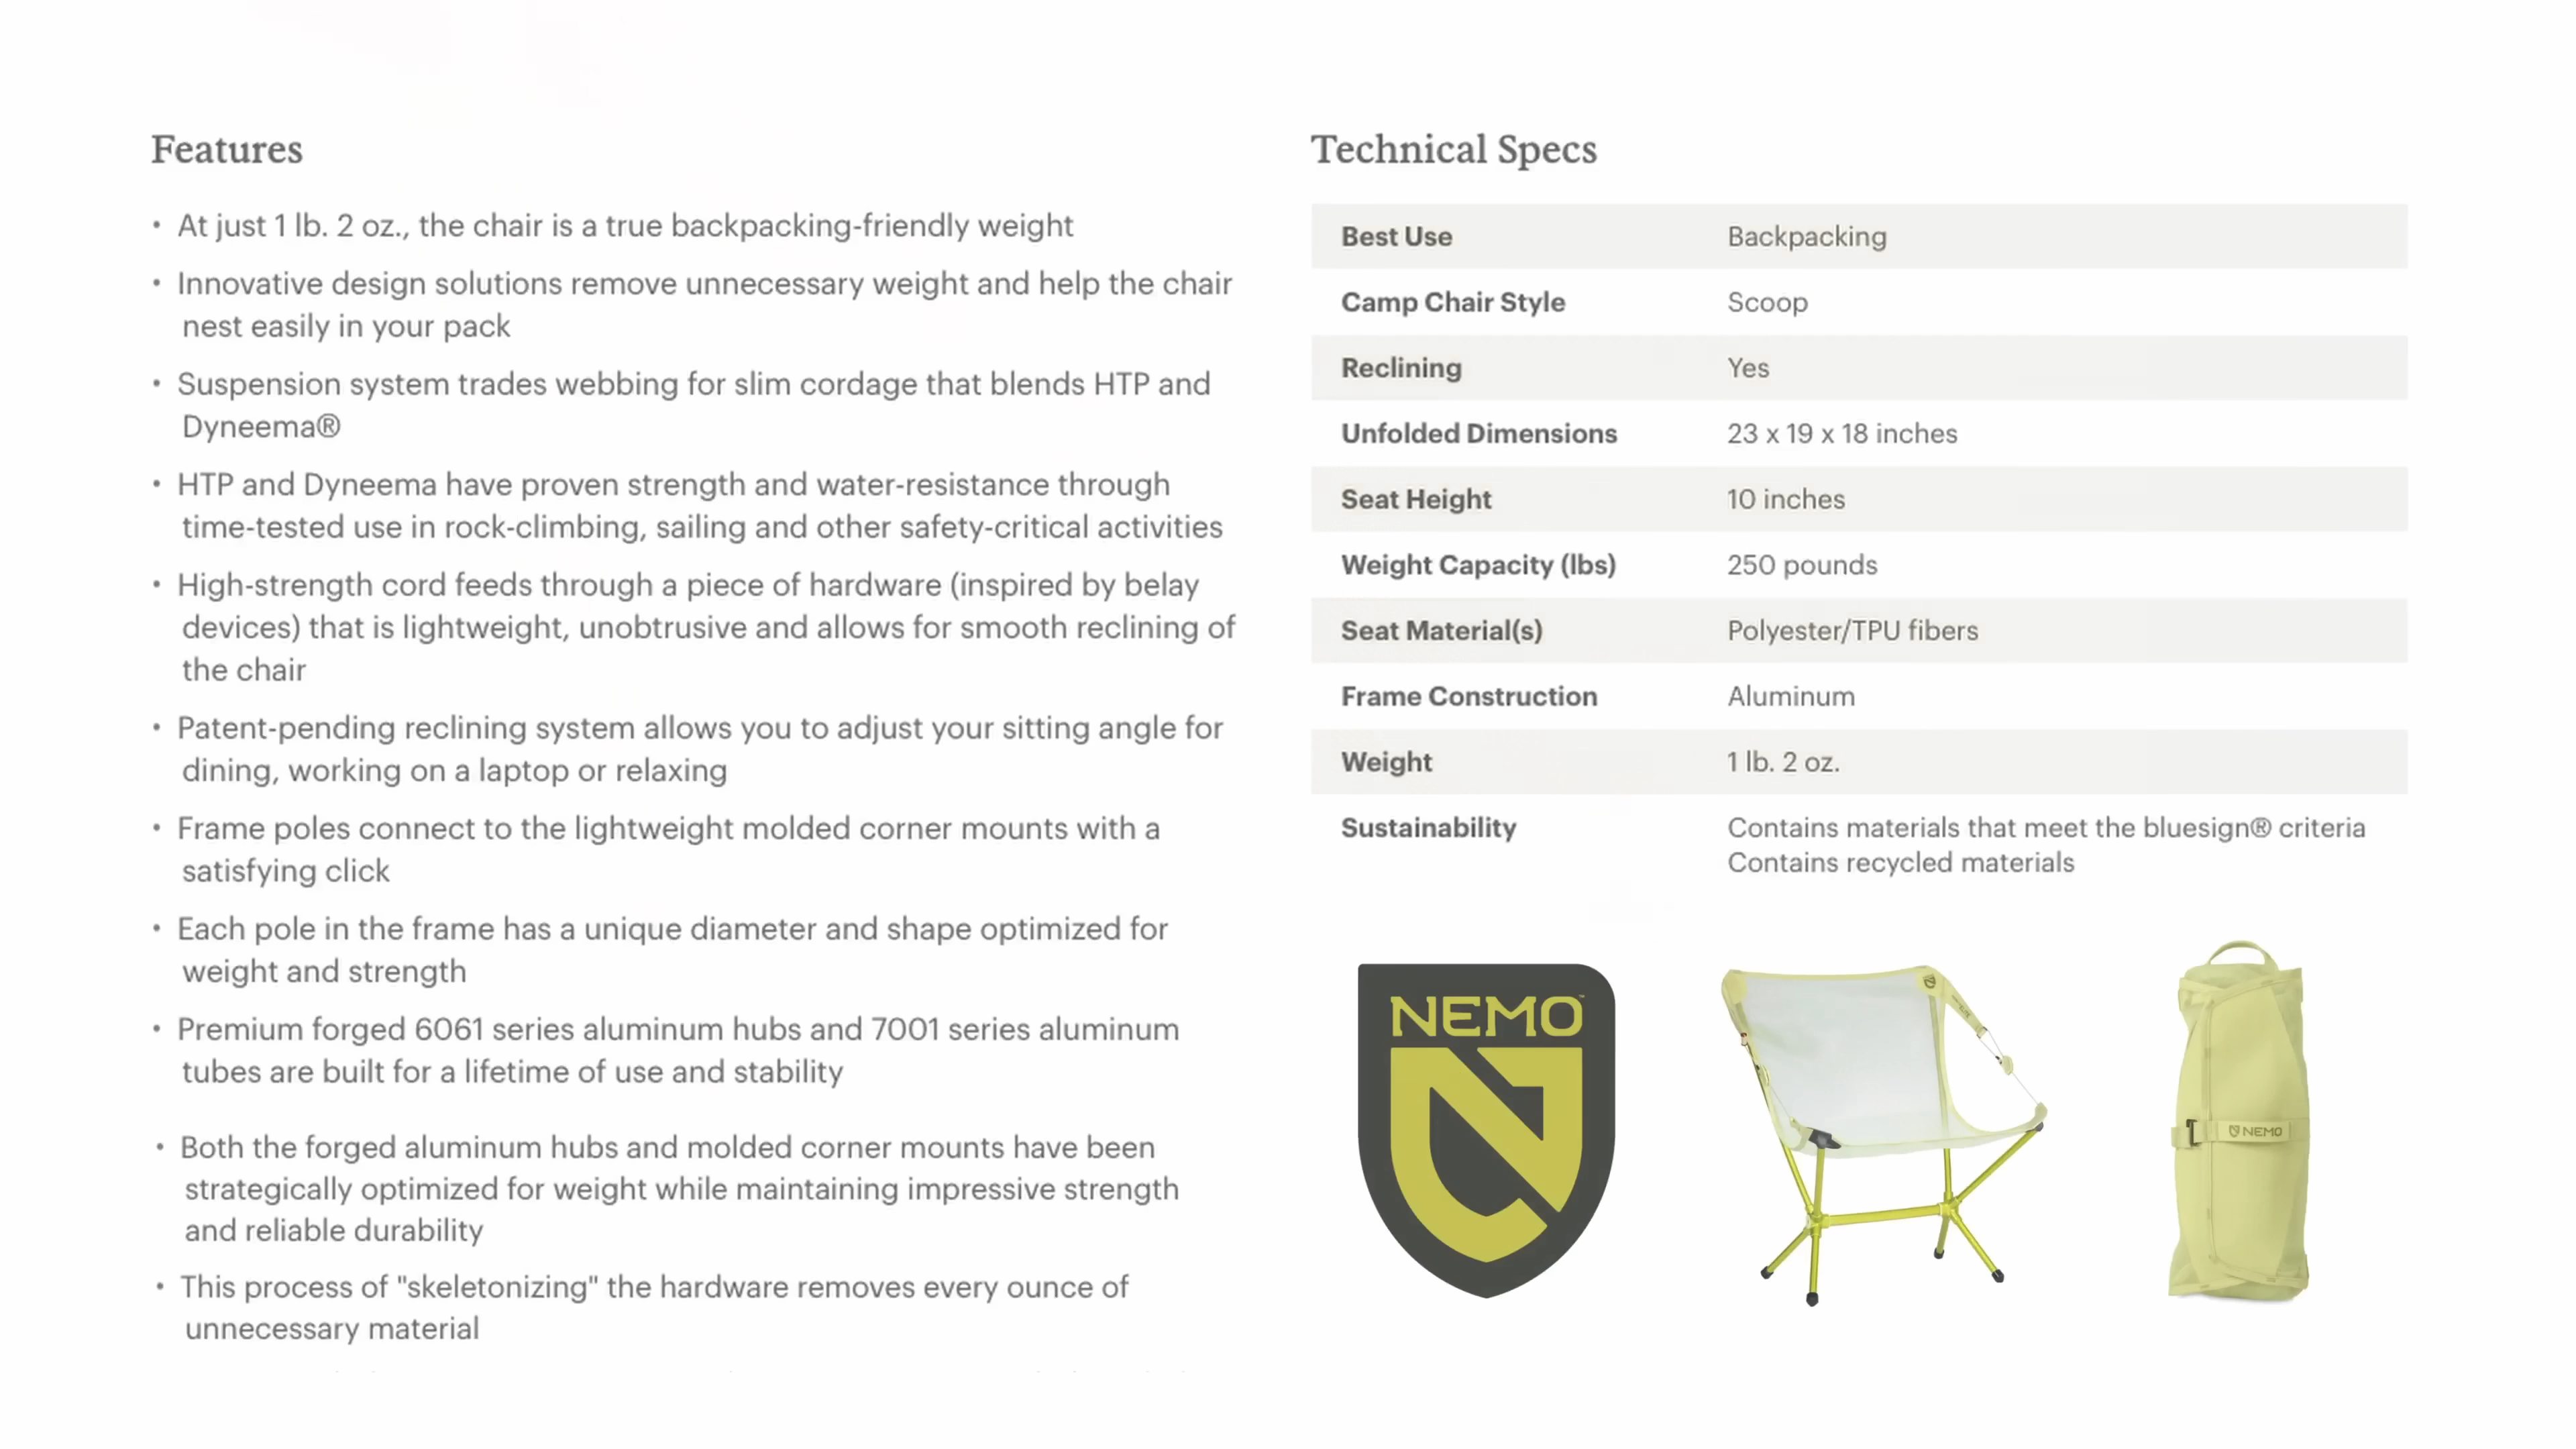 Features
• At just 1 lb. 2 oz., the chair is a true backpacking-friendly weight
• Innovative design solutions remove unnecessary weight and help the chair
nest easily in your pack
• Suspension system trades webbing for slim cordage that blends HTP and
Dyneema®
• HTP and Dyneema have proven strength and water-resistance through
time-tested use in rock-climbing, sailing and other safety-critical activities
• High-strength cord feeds through a piece of hardware (inspired by belay
devices) that is lightweight, unobtrusive and allows for smooth reclining of
the chair
• Patent-pending reclining system allows you to adjust your sitting angle for
dining, working on a laptop or relaxing
• Frame poles connect to the lightweight molded corner mounts with a
satisfying click
• Each pole in the frame has a unique diameter and shape optimized for
weight and strength
• Premium forged 6061 series aluminum hubs and 7001 series aluminum
tubes are built for a lifetime of use and stability
• Both the forged aluminum hubs and molded corner mounts have been
strategically optimized for weight while maintaining impressive strength
and reliable durability
• This process of "skeletonizing" the hardware removes every ounce of
unnecessary material
Technical Specs
Best Use Backpacking
Camp Chair Style Scoop
Reclining Yes
Unfolded Dimensions 23 x 19 x 18 inches
Seat Height 10 inches
Weight Capacity (lbs) 250 pounds
Seat Material(s) Polyester/TPU fibers
Frame Construction Aluminum
Weight 1 lb. 2 oz.
Sustainability Contains materials that meet the bluesign® criteria
Contains recycled materials
NEMO™
NEMO